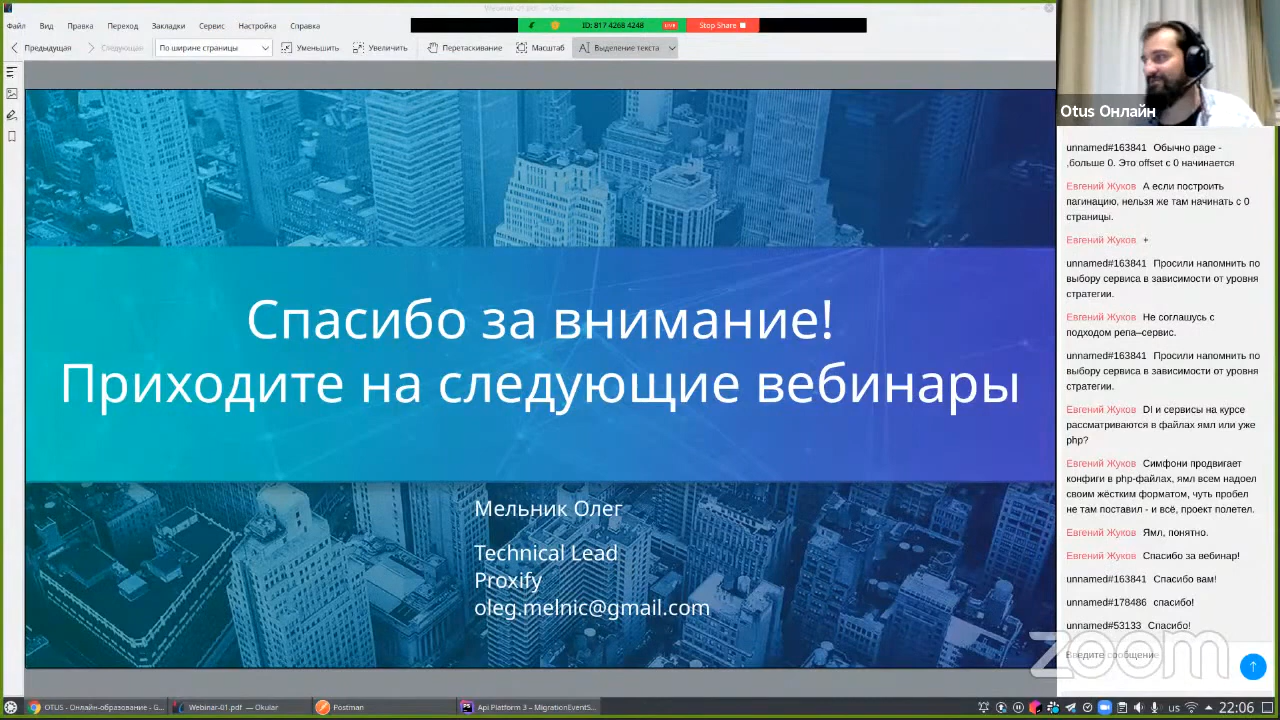 Файл Вид Правка Переход Закладки Сервис Настройка Справка
ID: 817 4268 4248 LIVE Stop Share
Предыдущая Следующая По ширине страницы Уменьшить Увеличить Перетаскивание Масштаб Выделение текста
Otus Онлайн
Спасибо за внимание!
Приходите на следующие вебинары
Мельник Олег
Technical Lead
Proxify
oleg.melnic@gmail.com
unnamed#163841 Обычно page -
,больше 0. Это offset с 0 начинается
Евгений Жуков А если построить
пагинацию, нельзя же там начинать с 0
страницы.
Евгений Жуков +
unnamed#163841 Просили напомнить по
выбору сервиса в зависимости от уровня
стратегии.
Евгений Жуков Не соглашусь с
подходом репа–сервис.
unnamed#163841 Просили напомнить по
выбору сервиса в зависимости от уровня
стратегии.
Евгений Жуков DI и сервисы на курсе
рассматриваются в файлах ямл или уже
php?
Евгений Жуков Симфони продвигает
конфиги в php-файлах, ямл всем надоел
своим жёстким форматом, чуть пробел
не там поставил - и всё, проект полетел.
Евгений Жуков Ямл, понятно.
Евгений Жуков Спасибо за вебинар!
unnamed#163841 Спасибо вам!
unnamed#178486 спасибо!
unnamed#53133 Спасибо!
Введите сообщение
zoom
OTUS - Онлайн-образование - G... Webinar-01.pdf — Okular Postman Api Platform 3 – MigrationEventS...
us 22:06